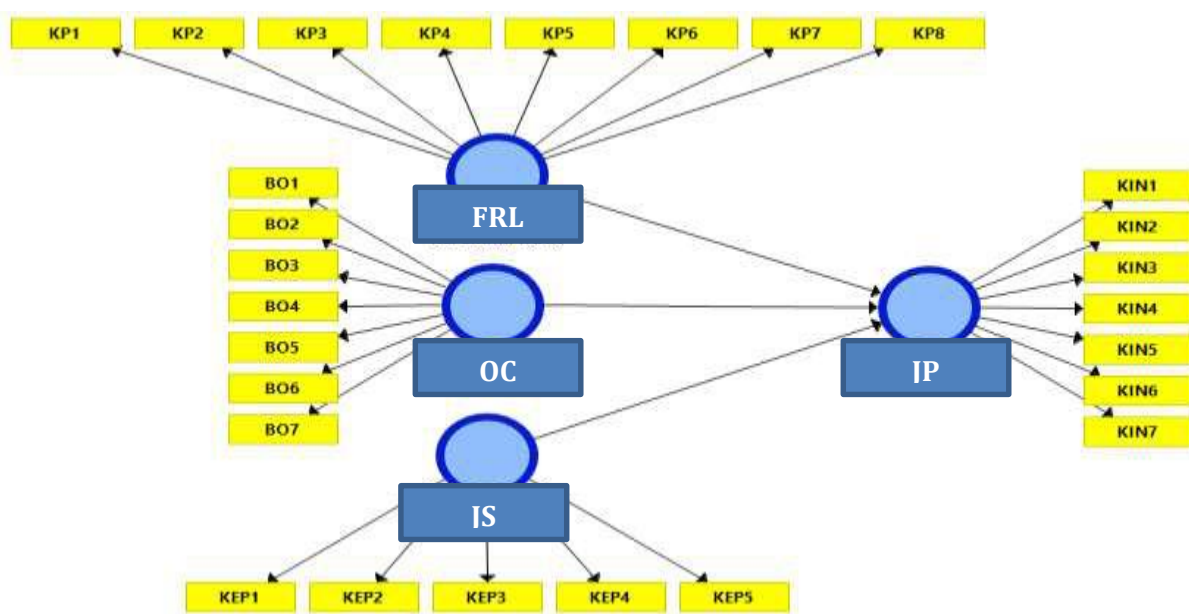 KP1 KP2 KP3 KP4 KP5 KP6 KP7 KP8
FRL
BO1
BO2
BO3
BO4
BO5
BO6
BO7
OC
JP
KIN1
KIN2
KIN3
KIN4
KIN5
KIN6
KIN7
JS
KEP1 KEP2 KEP3 KEP4 KEP5